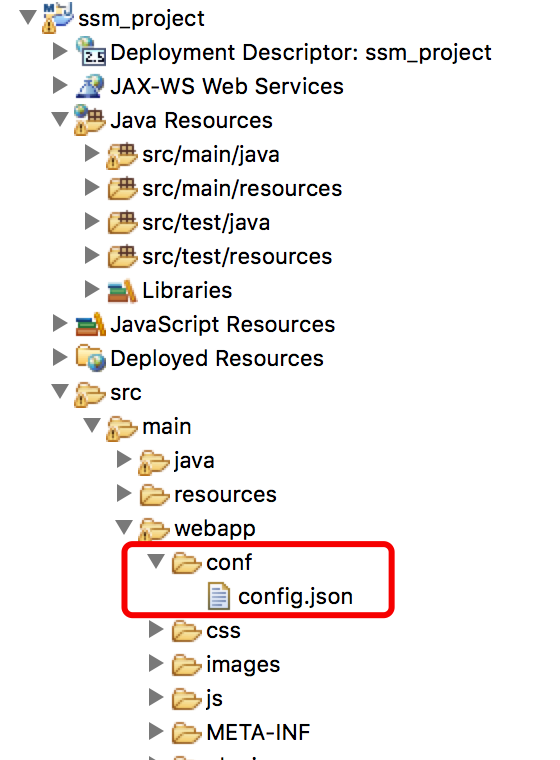 ssm_project
Deployment Descriptor: ssm_project
JAX-WS Web Services
Java Resources
src/main/java
src/main/resources
src/test/java
src/test/resources
Libraries
JavaScript Resources
Deployed Resources
src
main
java
resources
webapp
conf
config.json
css
images
js
META-INF